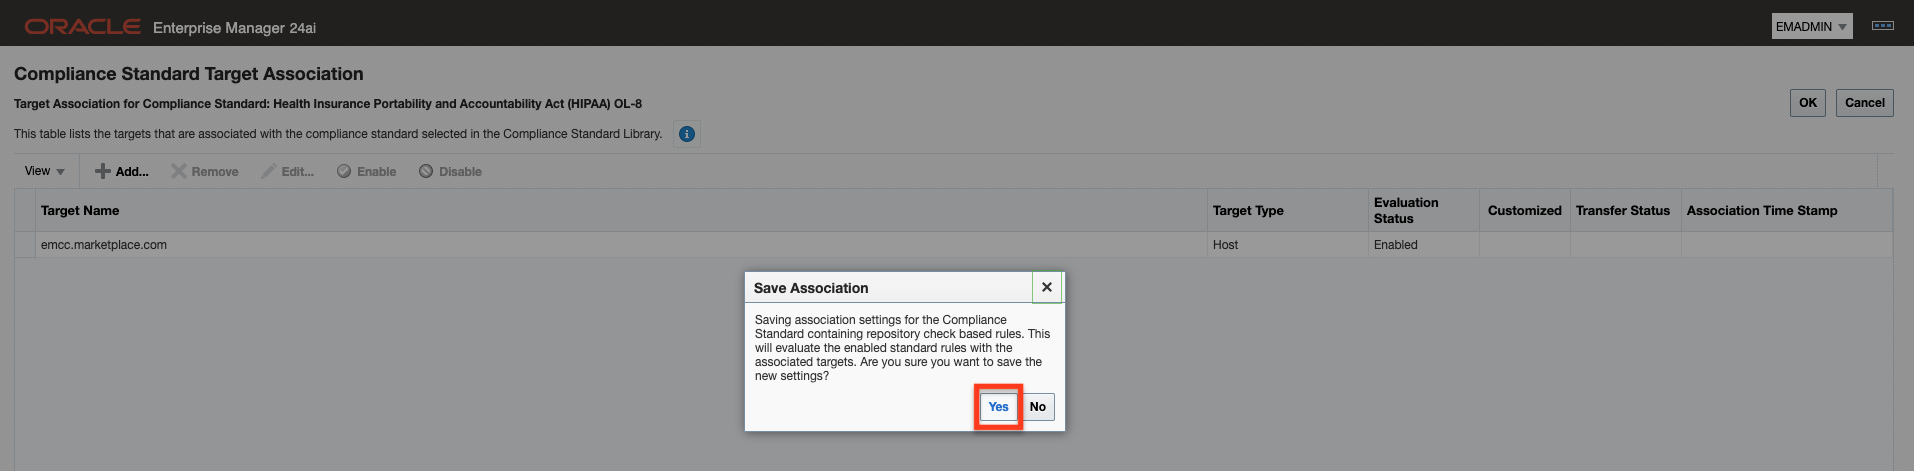 ORACLE Enterprise Manager 24ai
EMADMIN
Compliance Standard Target Association
Target Association for Compliance Standard: Health Insurance Portability and Accountability Act (HIPAA) OL-8
OK Cancel
This table lists the targets that are associated with the compliance standard selected in the Compliance Standard Library. i
View Add... Remove Edit... Enable Disable
Target Name Target Type Evaluation Status Customized Transfer Status Association Time Stamp
emcc.marketplace.com Host Enabled
Save Association
Saving association settings for the Compliance
Standard containing repository check based rules. This
will evaluate the enabled standard rules with the
associated targets. Are you sure you want to save the
new settings?
Yes No